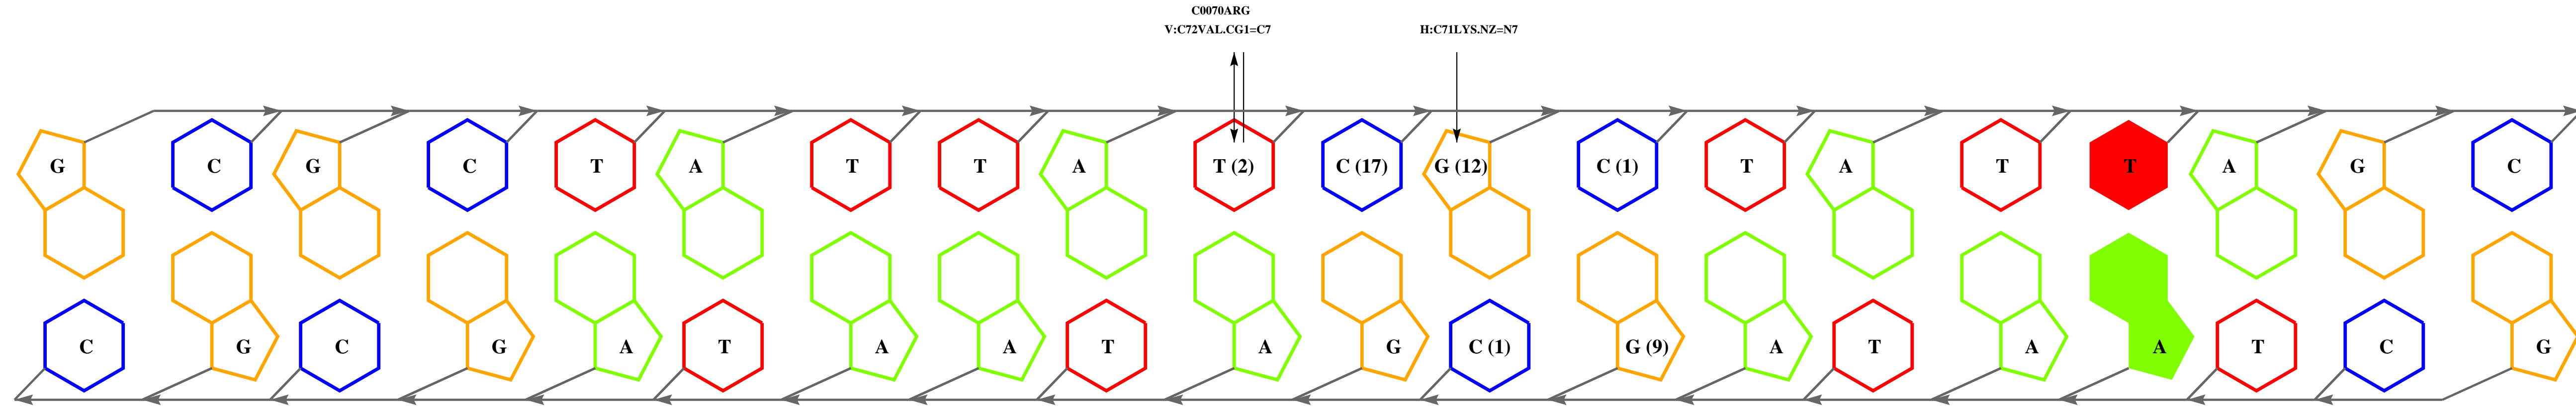 C0070ARG
V:C72VAL.CG1=C7 H:C71LYS.NZ=N7
G C G C T A T T A T (2) C (17) G (12) C (1) T A T T A G C
C G C G A T A A T A G C (1) G (9) A T A A T C G